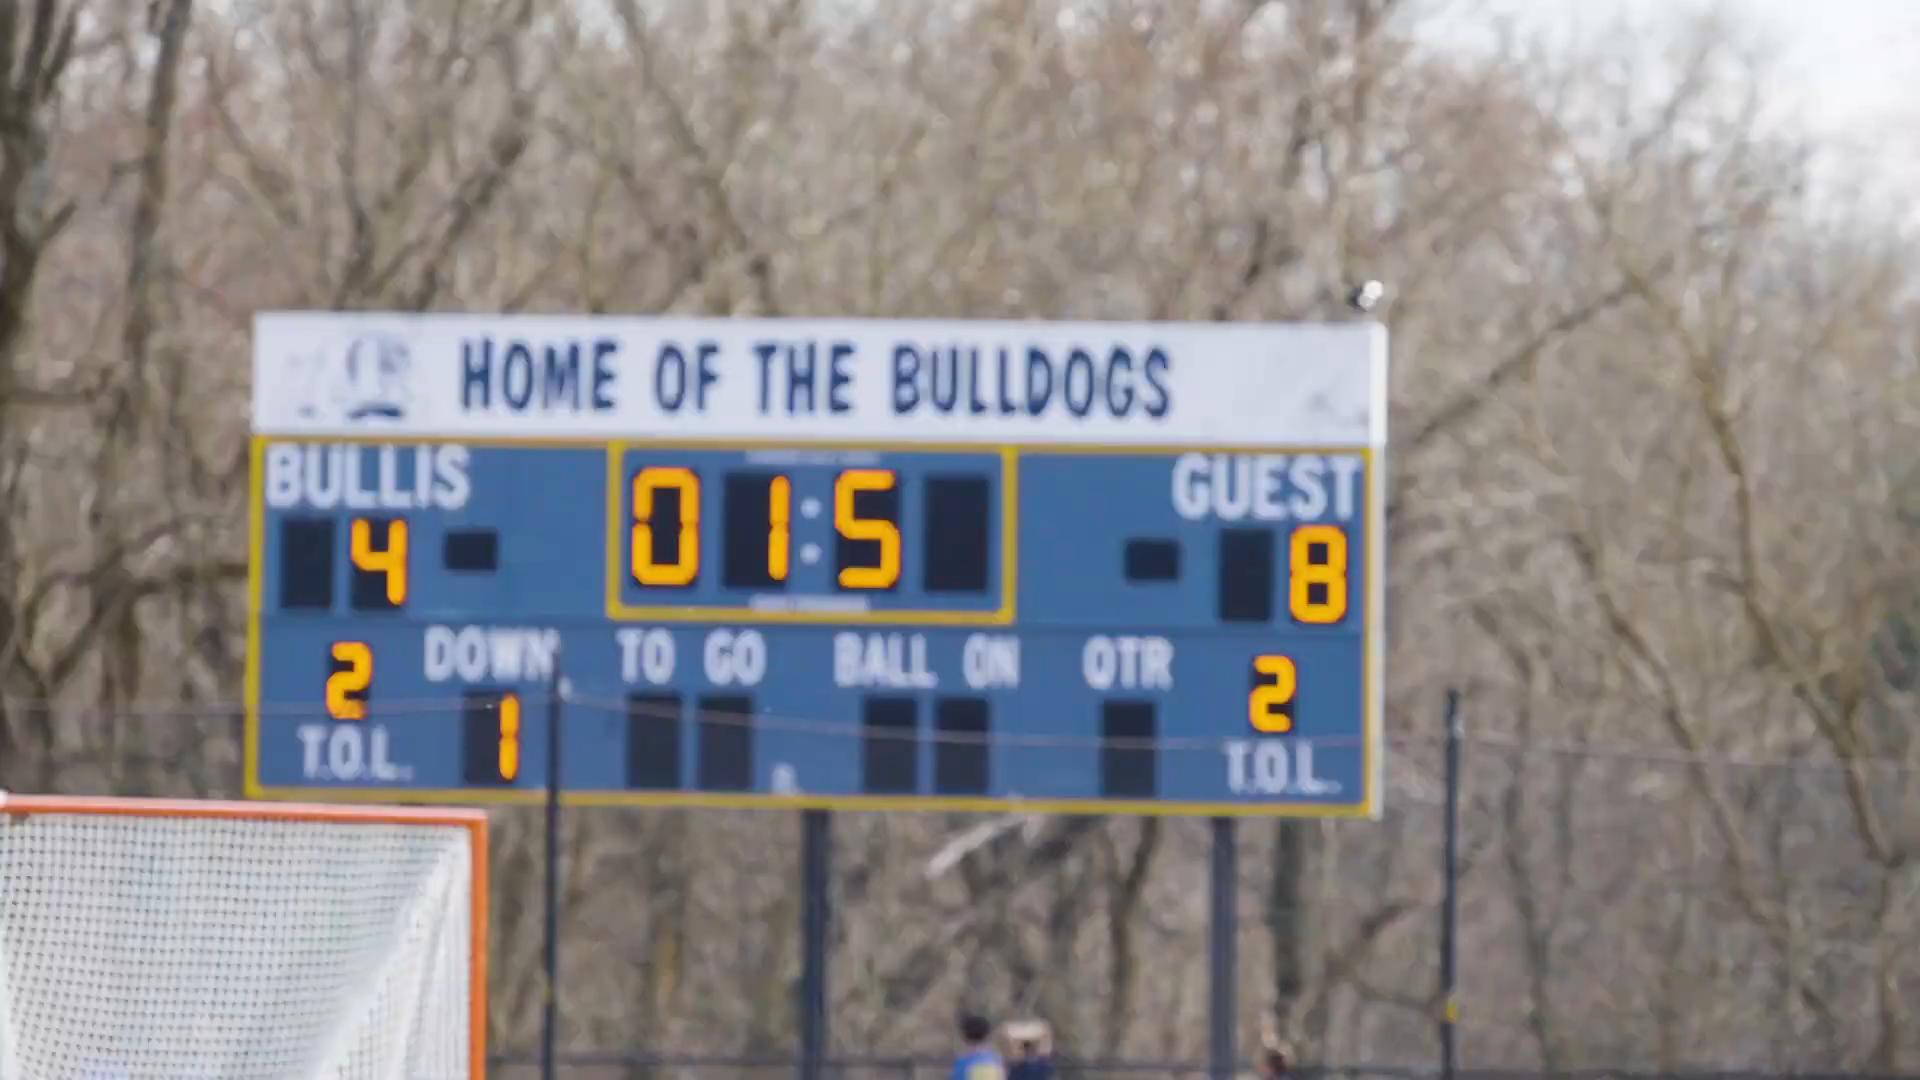 HOME OF THE BULLDOGS
BULLIS
GUEST
4
01:5
8
DOWN TO GO BALL ON QTR
2
1
2
T.O.L.
T.O.L.